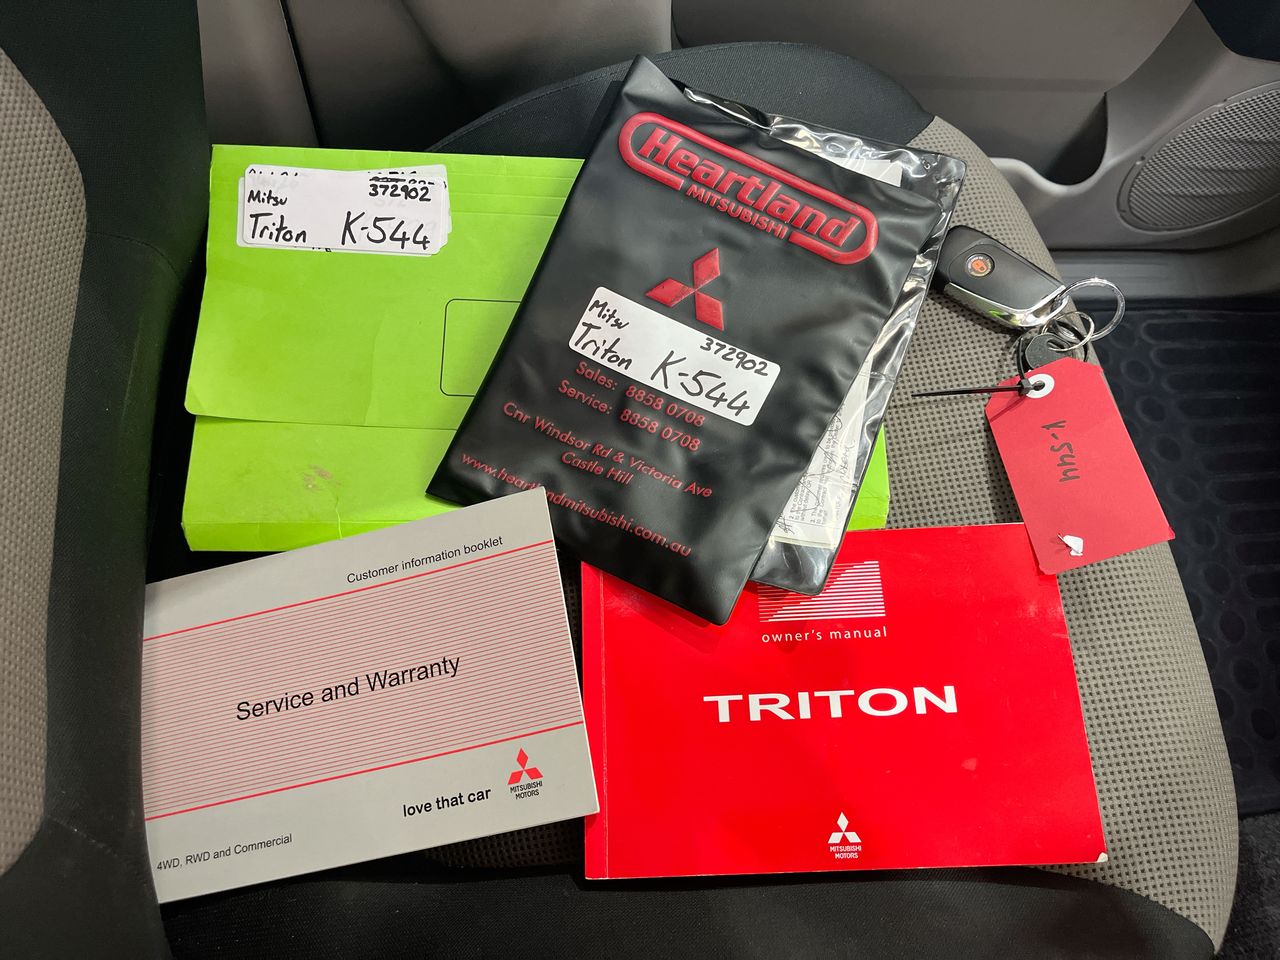 372902
Mitsu
Triton K-544
Heartland
MITSUBISHI
Mitsu 372902
Triton K-544
Sales: 8858 0708
Service: 8858 0708
Cnr Windsor Rd & Victoria Ave
Castle Hill
www.heartlandmitsubishi.com.au
K-544
Customer information booklet
Service and Warranty
love that car
MITSUBISHI
MOTORS
4WD, RWD and Commercial
owner's manual
TRITON
MITSUBISHI
MOTORS